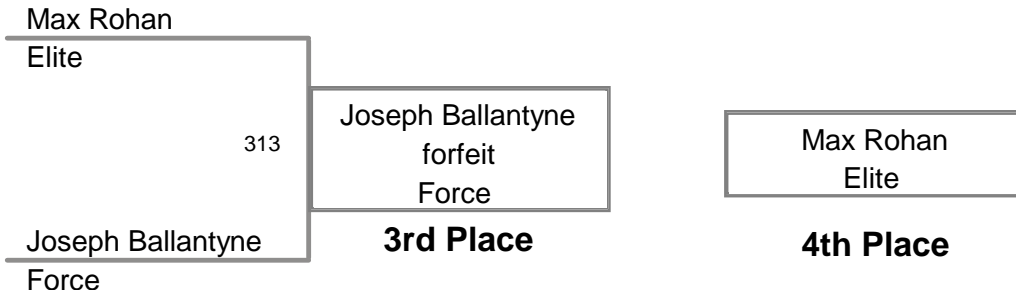 Max Rohan
Elite
313
Joseph Ballantyne
Force
Joseph Ballantyne
forfeit
Force
3rd Place
Max Rohan
Elite
4th Place